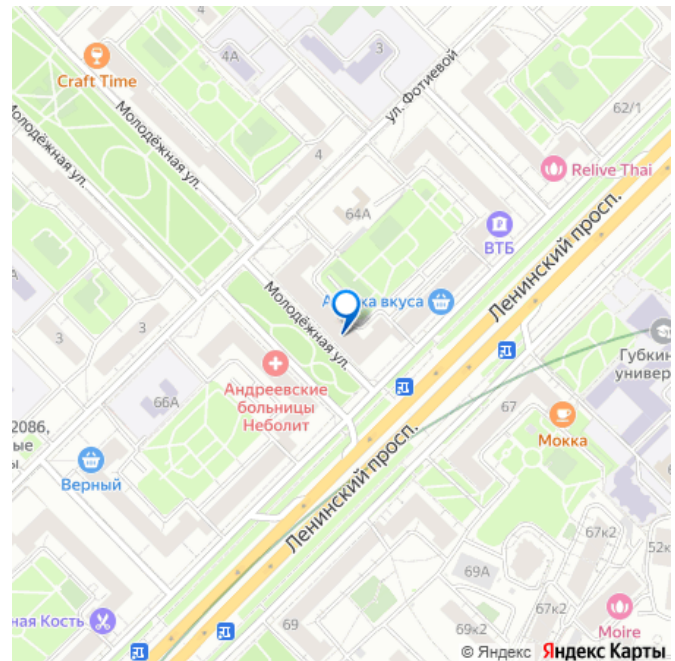 4
4А
3
Craft Time
ул. Фотиевой
62/1
Молодёжная ул.
Молодёжная ул.
4
Relive Thai
64А
ВТБ
Ленинский просп.
Молодёжная ул.
вкуса
3
3
Губкин
универ
Андреевские
больницы
Неболит
66А
67
Мокка
2086,
ые
ы
Верный
Ленинский просп.
67к2
52к
69А
67к2
ная Кость
69
69к2
Moire
© Яндекс Яндекс Карты